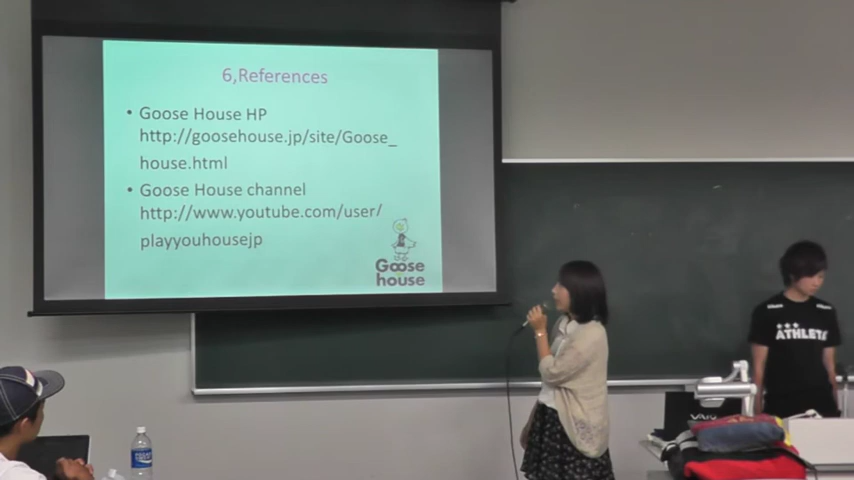 6,References
• Goose House HP
http://goosehouse.jp/site/Goose_
house.html
• Goose House channel
http://www.youtube.com/user/
playyouhousejp
Goose
house
ATHLETA